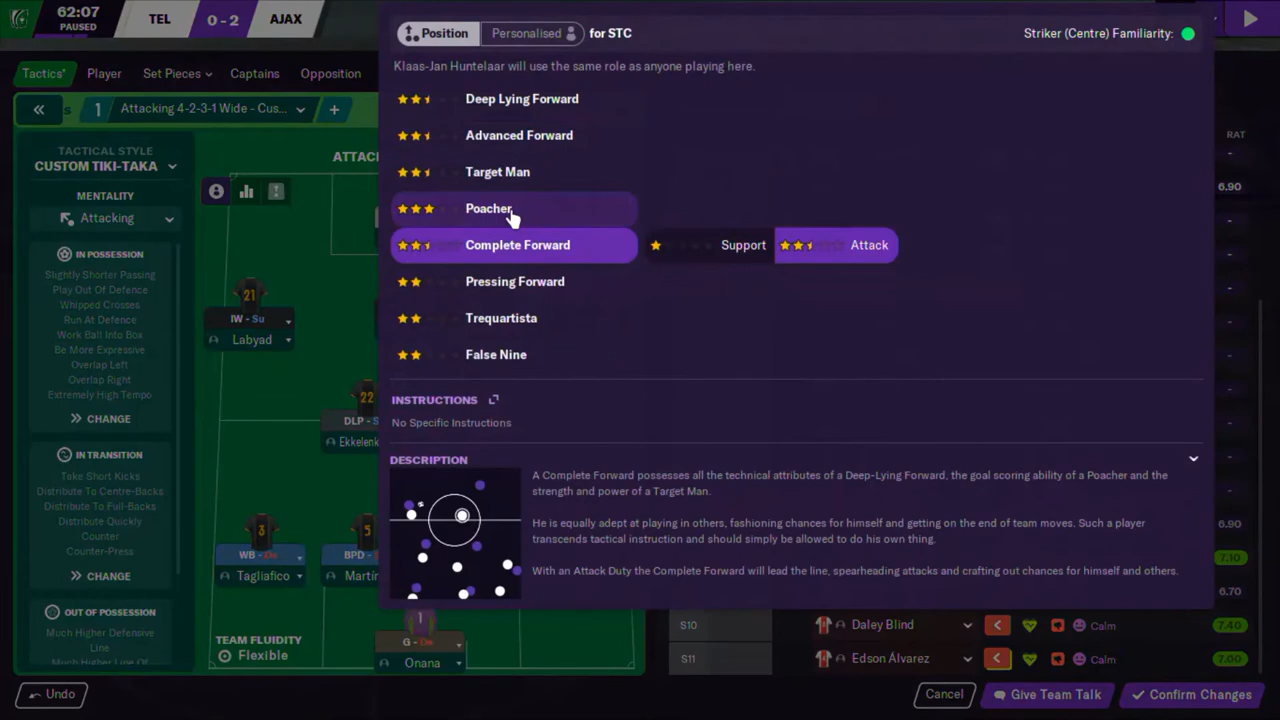 62:07
PAUSED
TEL
0 - 2
AJAX
Tactics*
Player
Set Pieces
Captains
Opposition
1 Attacking 4-2-3-1 Wide - Cus...
TACTICAL STYLE
CUSTOM TIKI-TAKA
MENTALITY
Attacking
IN POSSESSION
Slightly Shorter Passing
Play Out Of Defence
Whipped Crosses
Run At Defence
Work Ball Into Box
Be More Expressive
Overlap Left
Overlap Right
Extremely High Tempo
CHANGE
IN TRANSITION
Take Short Kicks
Distribute To Centre-Backs
Distribute To Full-Backs
Distribute Quickly
Counter
Counter-Press
CHANGE
OUT OF POSSESSION
Much Higher Defensive
Line
ATTACK
21
IW - Su
Labyad
22
DLP - S
Ekkelenk
3
WB - De
Tagliafico
5
BPD -
Martin
1
G - De
Onana
TEAM FLUIDITY
Flexible
Position
Personalised
for STC
Striker (Centre) Familiarity:
Klaas-Jan Huntelaar will use the same role as anyone playing here.
Deep Lying Forward
Advanced Forward
Target Man
Poacher
Complete Forward
Support
Attack
Pressing Forward
Trequartista
False Nine
INSTRUCTIONS
No Specific Instructions
DESCRIPTION
A Complete Forward possesses all the technical attributes of a Deep-Lying Forward, the goal scoring ability of a Poacher and the
strength and power of a Target Man.
He is equally adept at playing in others, fashioning chances for himself and getting on the end of team moves. Such a player
transcends tactical instruction and should simply be allowed to do his own thing.
With an Attack Duty the Complete Forward will lead the line, spearheading attacks and crafting out chances for himself and others.
RAT
-
6.90
-
-
-
-
-
6.90
7.10
6.70
S10
Daley Blind
Calm
7.40
S11
Edson Álvarez
Calm
7.00
Undo
Cancel
Give Team Talk
Confirm Changes